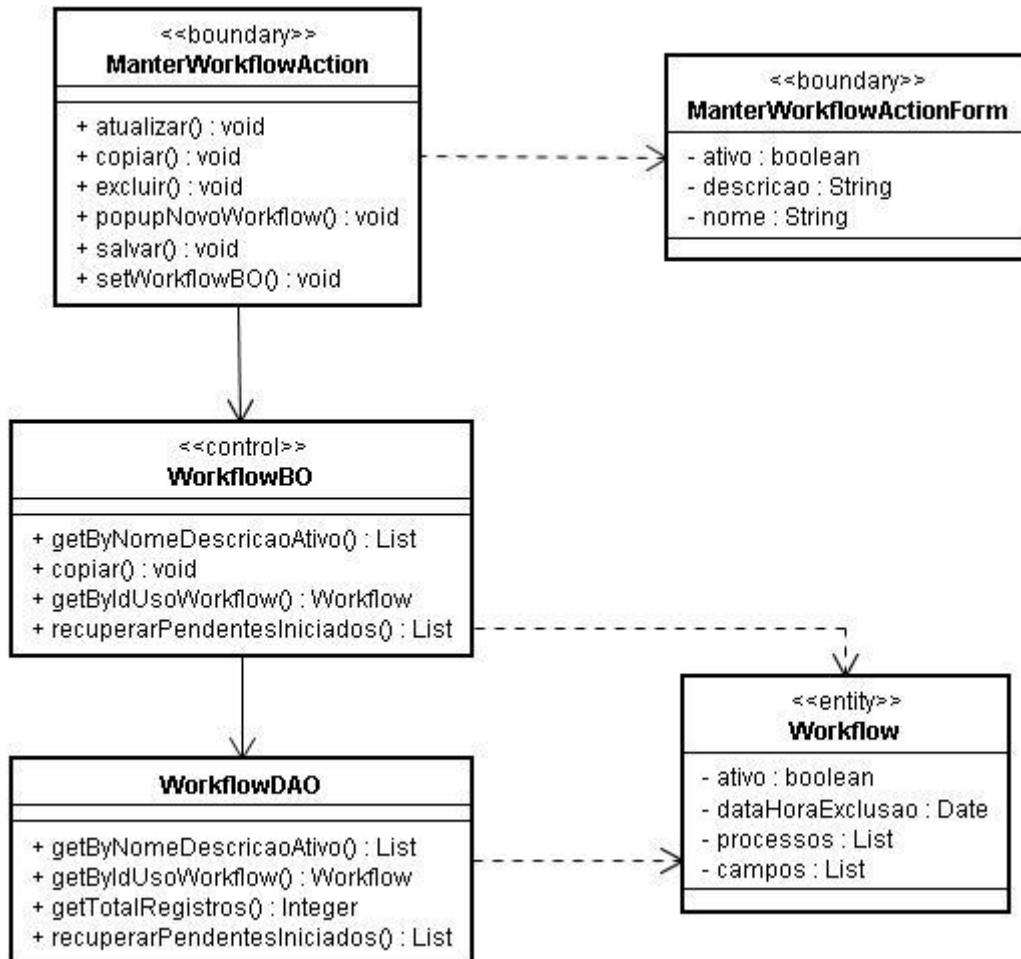 <<boundary>>
ManterWorkflowAction
+ atualizar() : void
+ copiar() : void
+ excluir() : void
+ popupNovoWorkflow() : void
+ salvar() : void
+ setWorkflowBO() : void
<<boundary>>
ManterWorkflowActionForm
- ativo : boolean
- descricao : String
- nome : String
<<control>>
WorkflowBO
+ getByNomeDescricaoAtivo() : List
+ copiar() : void
+ getByIdUsoWorkflow() : Workflow
+ recuperarPendentesIniciados() : List
<<entity>>
Workflow
- ativo : boolean
- dataHoraExclusao : Date
- processos : List
- campos : List
WorkflowDAO
+ getByNomeDescricaoAtivo() : List
+ getByIdUsoWorkflow() : Workflow
+ getTotalRegistros() : Integer
+ recuperarPendentesIniciados() : List